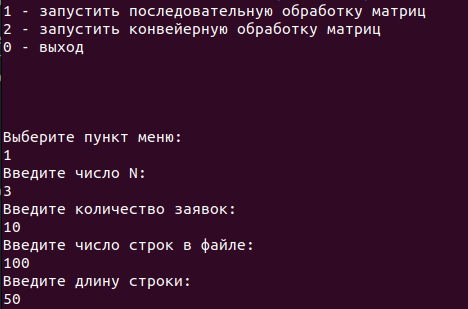 1 - запустить последовательную обработку матриц
2 - запустить конвейерную обработку матриц
0 - выход
Выберите пункт меню:
1
Введите число N:
3
Введите количество заявок:
10
Введите число строк в файле:
100
Введите длину строки:
50